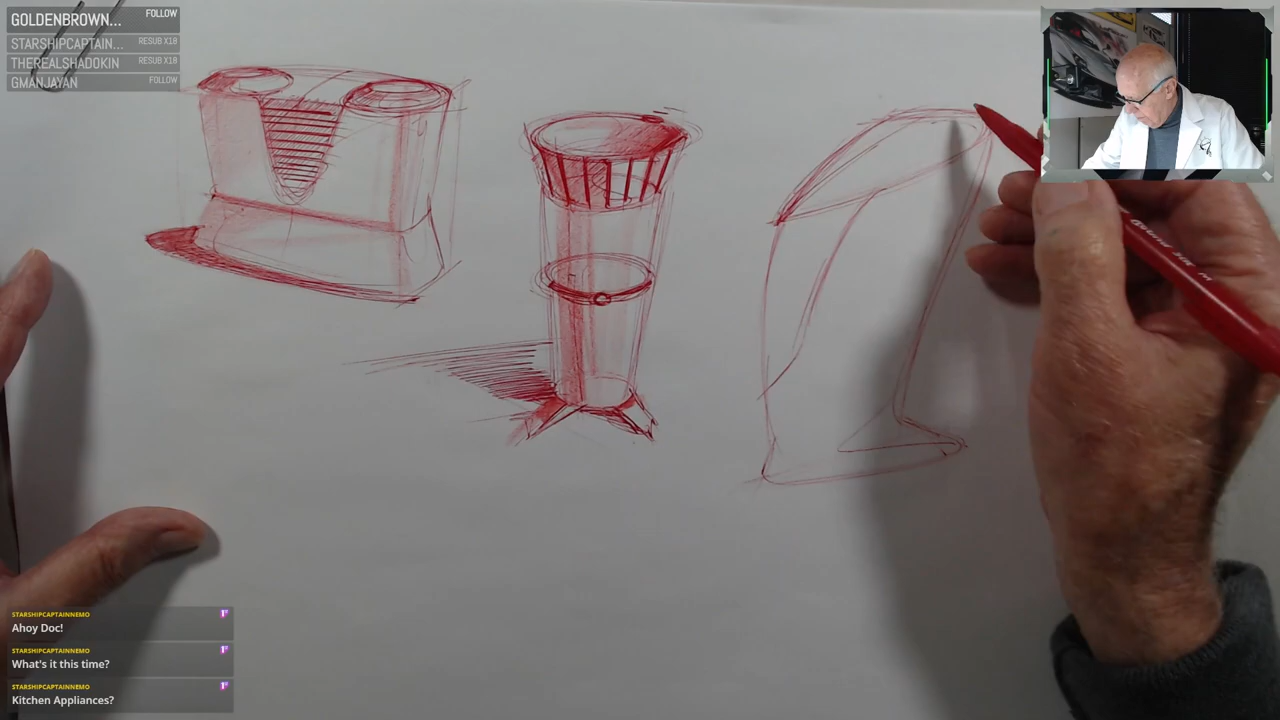 GOLDENBROWN... FOLLOW
STARSHIPCAPTAIN... RESUB X18
THEREALSHADOKIN RESUB X18
GMANJAYAN FOLLOW
STARSHIPCAPTAINNEMO
Ahoy Doc!
STARSHIPCAPTAINNEMO
What's it this time?
STARSHIPCAPTAINNEMO
Kitchen Appliances?